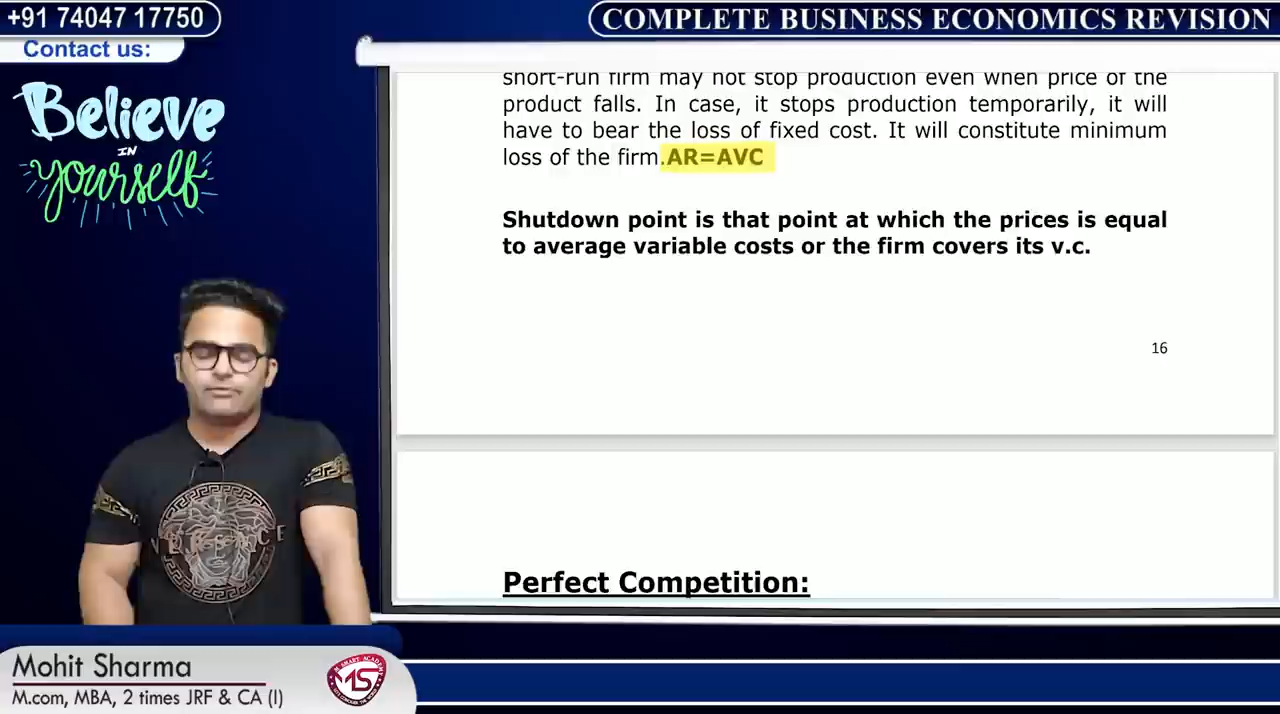 +91 74047 17750
Contact us:
COMPLETE BUSINESS ECONOMICS REVISION
Believe
IN
yourself
short-run firm may not stop production even when price of the
product falls. In case, it stops production temporarily, it will
have to bear the loss of fixed cost. It will constitute minimum
loss of the firm.AR=AVC
Shutdown point is that point at which the prices is equal
to average variable costs or the firm covers its v.c.
16
Perfect Competition:
Mohit Sharma
M.com, MBA, 2 times JRF & CA (I)
MS